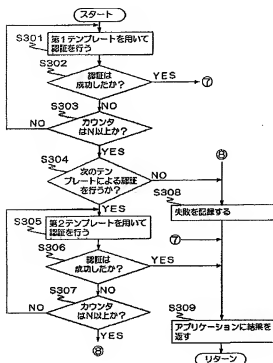 スタート
S301
第1テンプレートを用いて
認証を行う
S302
認証は
成功したか?
YES
⑦
NO
S303
カウンタ
はN以上か?
NO
YES
S304
次のテン
プレートによる認証
を行うか?
NO
⑧
S308
失敗を記録する
YES
S305
第2テンプレートを用いて
認証を行う
⑦
S306
認証は
成功したか?
YES
NO
S307
カウンタ
はN以上か?
NO
YES
⑧
S309
アプリケーションに結果を
返す
リターン